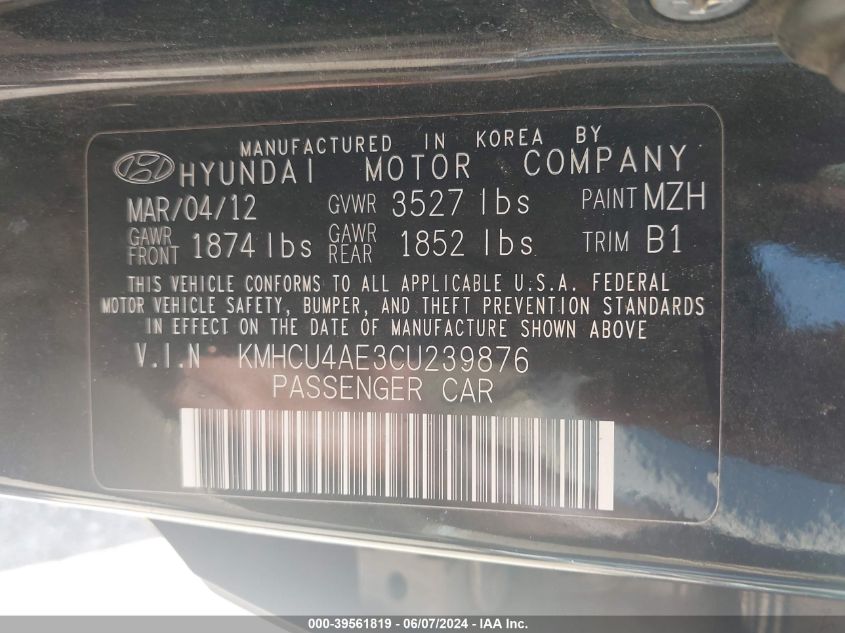 MANUFACTURED IN KOREA BY
HYUNDAI MOTOR COMPANY
MAR/04/12 GVWR 3527 lbs PAINT MZH
GAWR FRONT 1874 lbs GAWR REAR 1852 lbs TRIM B1
THIS VEHICLE CONFORMS TO ALL APPLICABLE U.S.A. FEDERAL
MOTOR VEHICLE SAFETY, BUMPER, AND THEFT PREVENTION STANDARDS
IN EFFECT ON THE DATE OF MANUFACTURE SHOWN ABOVE
V.I.N KMHCU4AE3CU239876
PASSENGER CAR
000-39561819 - 06/07/2024 - IAA Inc.